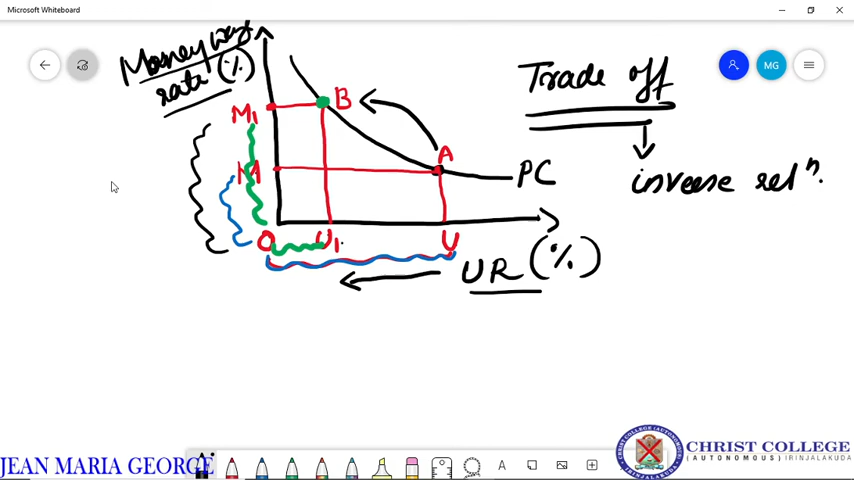 Microsoft Whiteboard
MG
Money wage
rate (%)
Trade off
inverse relⁿ.
M1
B
M
A
PC
O
U1
U
UR (%)
JEAN MARIA GEORGE
A
CHRIST COLLEGE
(AUTONOMOUS) IRINJALAKUDA